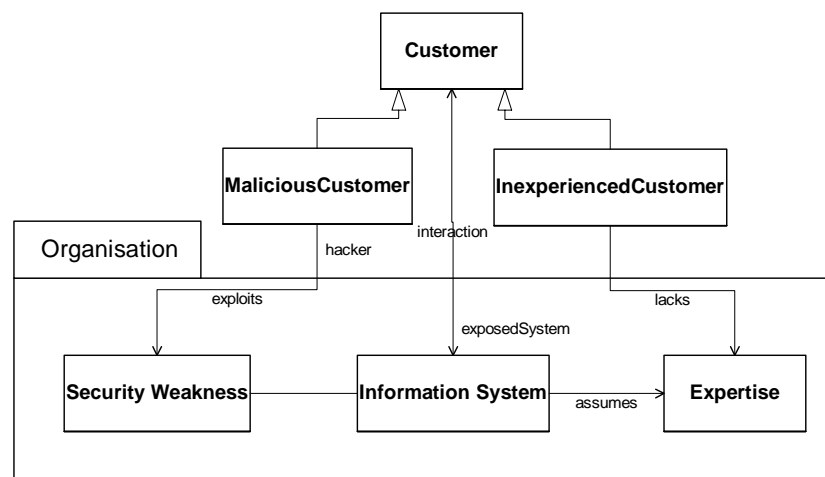 Customer
MaliciousCustomer
InexperiencedCustomer
Organisation
hacker
interaction
exploits
lacks
exposedSystem
Security Weakness
Information System
assumes
Expertise